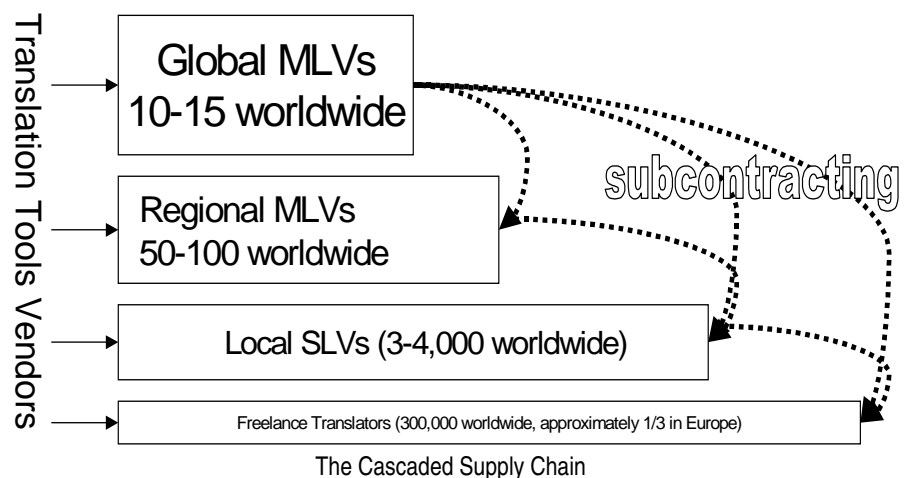 Translation Tools Vendors
Global MLVs
10-15 worldwide
subcontracting
Regional MLVs
50-100 worldwide
Local SLVs (3-4,000 worldwide)
Freelance Translators (300,000 worldwide, approximately 1/3 in Europe)
The Cascaded Supply Chain